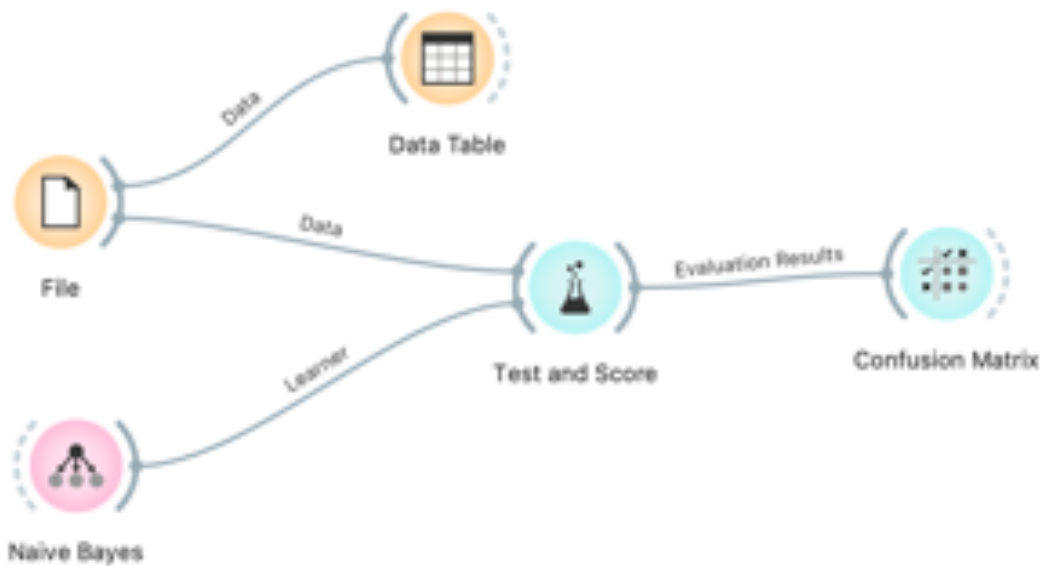 Data
Data Table
Data
File
Evaluation Results
Test and Score
Confusion Matrix
Learner
Naive Bayes